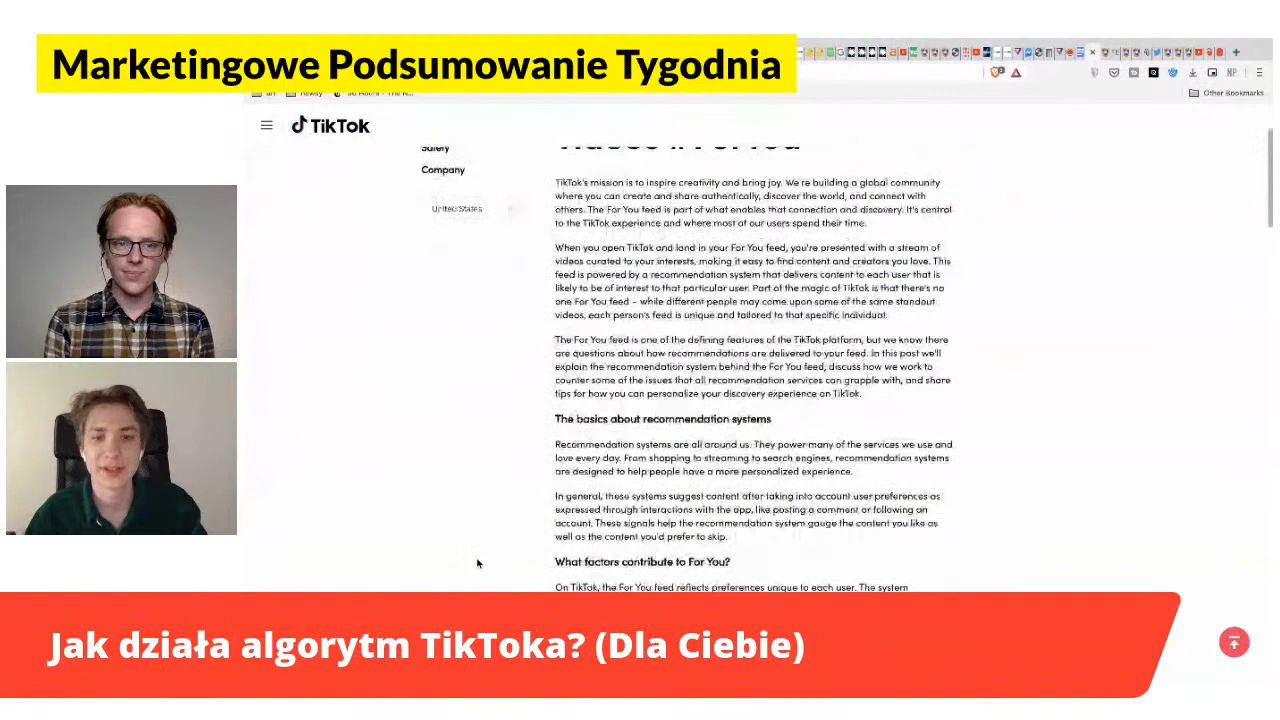 Marketingowe Podsumowanie Tygodnia
Other Bookmarks
TikTok
Safety
Company
United States
TikTok's mission is to inspire creativity and bring joy. We're building a global community
where you can create and share authentically, discover the world, and connect with
others. The For You feed is part of what enables that connection and discovery. It's central
to the TikTok experience and where most of our users spend their time.
When you open TikTok and land in your For You feed, you're presented with a stream of
videos curated to your interests, making it easy to find content and creators you love. This
feed is powered by a recommendation system that delivers content to each user that is
likely to be of interest to that particular user. Part of the magic of TikTok is that there's no
one For You feed – while different people may come upon some of the same standout
videos, each person's feed is unique and tailored to that specific individual.
The For You feed is one of the defining features of the TikTok platform, but we know there
are questions about how recommendations are delivered to your feed. In this post we'll
explain the recommendation system behind the For You feed, discuss how we work to
counter some of the issues that all recommendation services can grapple with, and share
tips for how you can personalize your discovery experience on TikTok.
The basics about recommendation systems
Recommendation systems are all around us. They power many of the services we use and
love every day. From shopping to streaming to search engines, recommendation systems
are designed to help people have a more personalized experience.
In general, these systems suggest content after taking into account user preferences as
expressed through interactions with the app, like posting a comment or following an
account. These signals help the recommendation system gauge the content you like as
well as the content you'd prefer to skip.
What factors contribute to For You?
On TikTok, the For You feed reflects preferences unique to each user. The system
Jak działa algorytm TikToka? (Dla Ciebie)